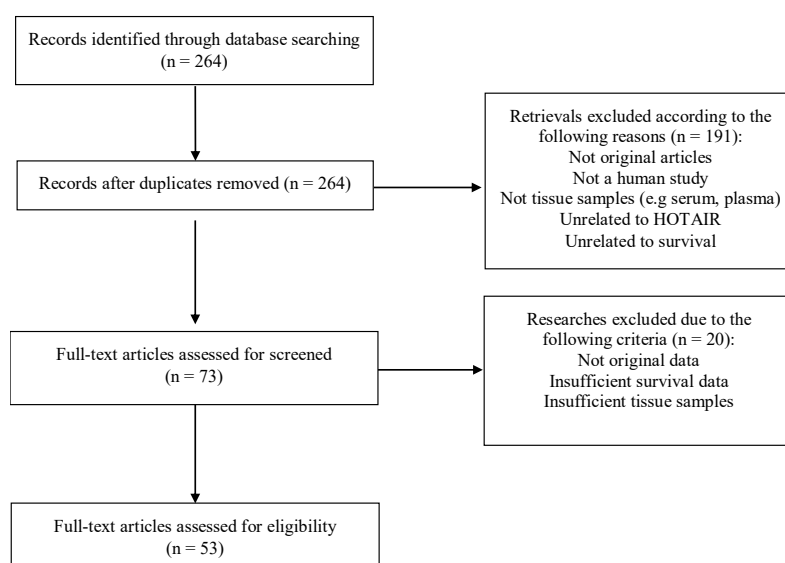 Records identified through database searching
(n = 264)
Retrievals excluded according to the
following reasons (n = 191):
Not original articles
Not a human study
Not tissue samples (e.g serum, plasma)
Unrelated to HOTAIR
Unrelated to survival
Records after duplicates removed (n = 264)
Researches excluded due to the
following criteria (n = 20):
Not original data
Insufficient survival data
Insufficient tissue samples
Full-text articles assessed for screened
(n = 73)
Full-text articles assessed for eligibility
(n = 53)